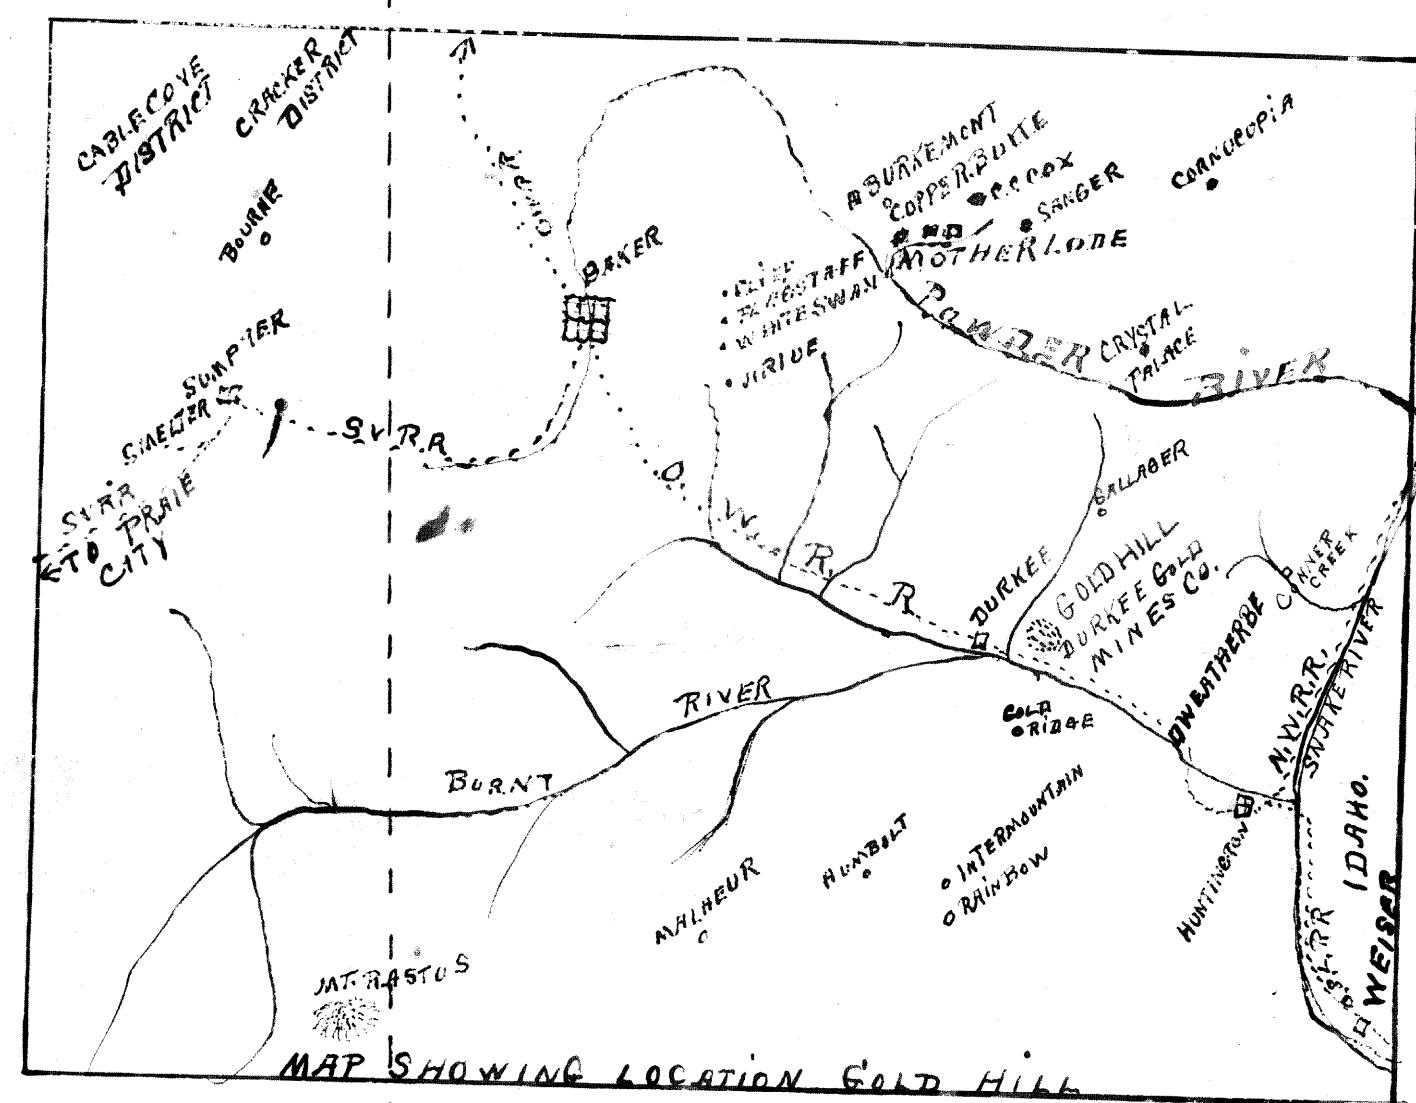 CABLE COVE
DISTRICT
CRACKER
DISTRICT
BOURNE
BAKER
BURKEMONT
COPPER BUTTE
C.C. COX
SANGER
CORNUCOPIA
MOTHERLODE
FLAGSTAFF
WHITESWAN
POWDER RIVER
CRYSTAL
PALACE
SUMPTER
SMELTER
S.V.R.R
SVRR
TO PRAIE
CITY
O. W. R. R
DURKEE
GALLAGER
GOLD HILL
DURKEE GOLD
MINES CO.
CONNER
CREEK
WEATHERBE
N.W.R.R.
SNAKE RIVER
GOLD
RIDGE
BURNT RIVER
HUNTINGTON
IDAHO.
WEISER
INTERMOUNTAIN
RAINBOW
HUMBOLT
MALHEUR
MT. RASTUS
MAP SHOWING LOCATION GOLD HILL